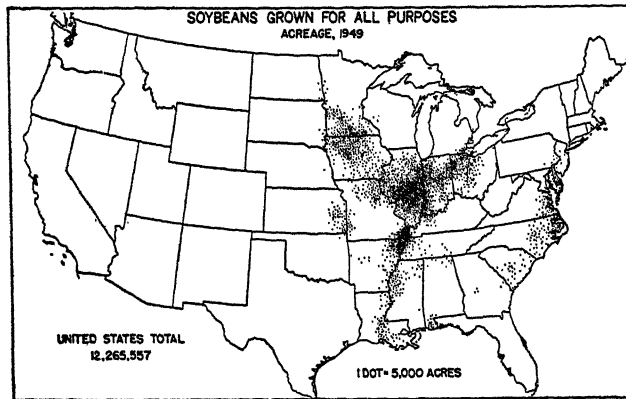 SOYBEANS GROWN FOR ALL PURPOSES
ACREAGE, 1949
UNITED STATES TOTAL
12,265,557
1 DOT = 5,000 ACRES